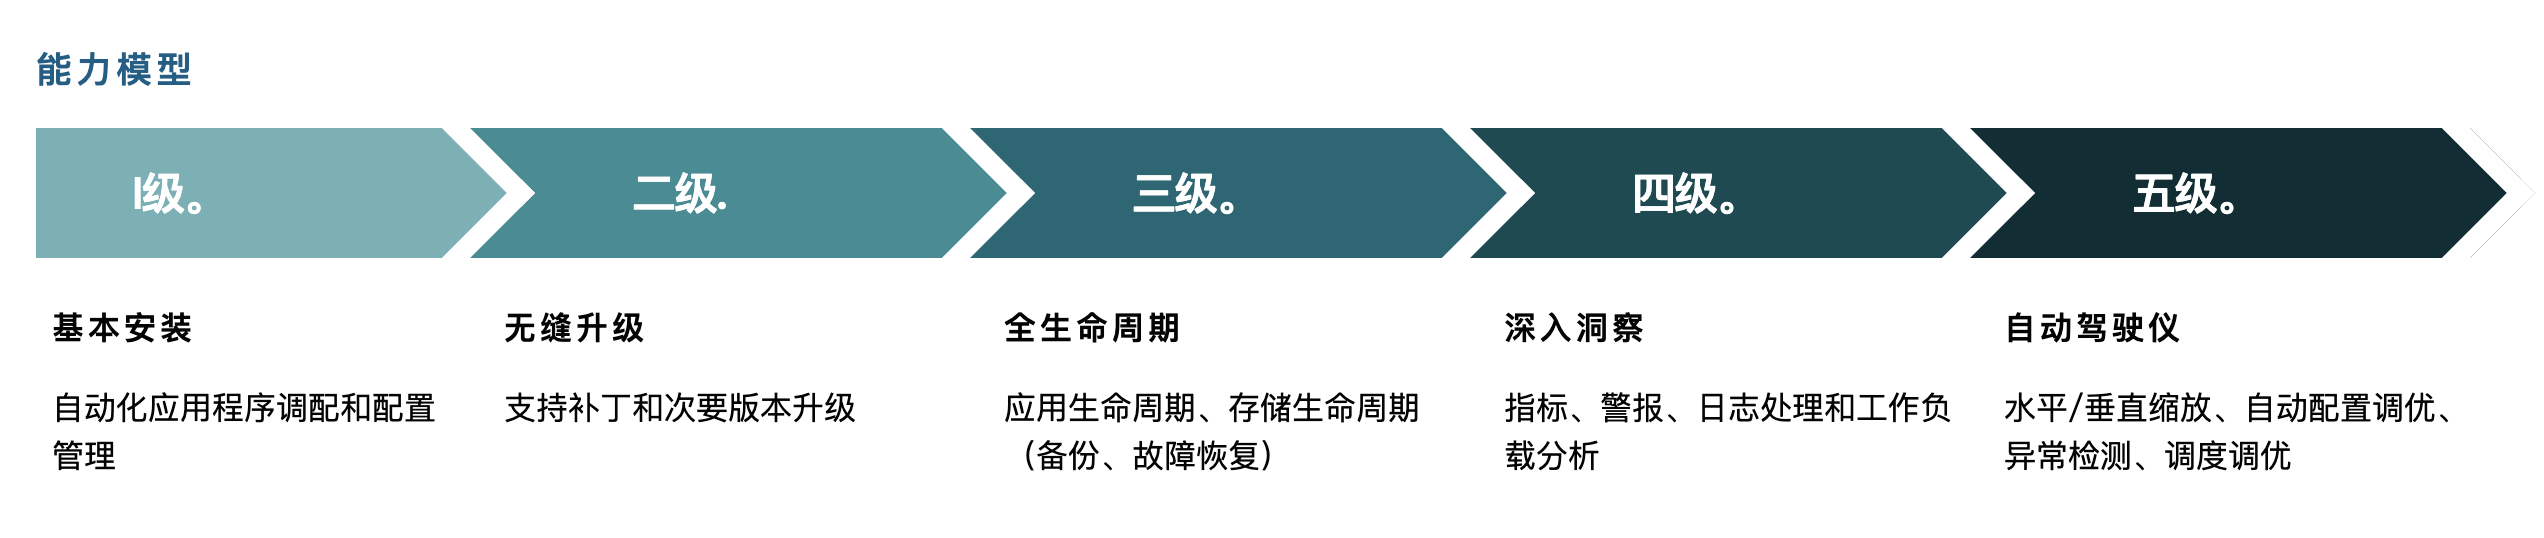 能力模型
I级。
二级.
三级。
四级。
五级。
基本安装
自动化应用程序调配和配置
管理
无缝升级
支持补丁和次要版本升级
全生命周期
应用生命周期、存储生命周期
（备份、故障恢复）
深入洞察
指标、警报、日志处理和工作负
载分析
自动驾驶仪
水平/垂直缩放、自动配置调优、
异常检测、调度调优